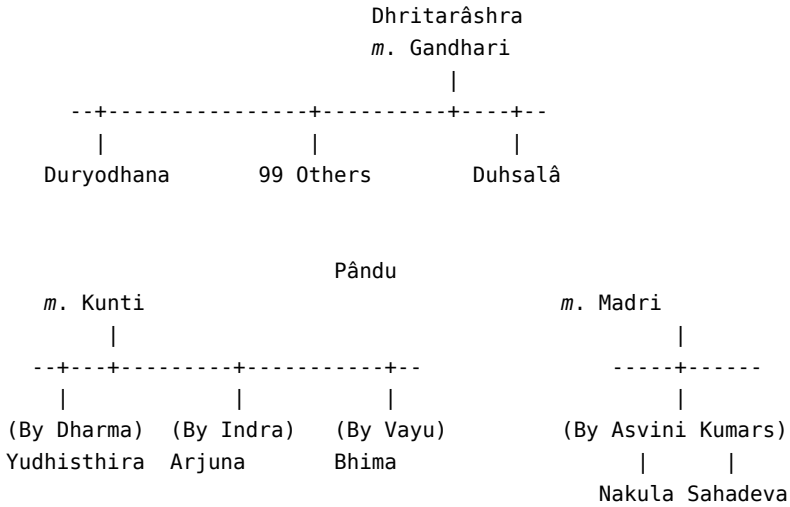 Dhritarâshra
m. Gandhari
|
--+----------------+----------+----+--
| | |
Duryodhana 99 Others Duhsalâ
Pându
m. Kunti m. Madri
| |
--+---+---------+-----------+-- -----+------
| | | |
(By Dharma) (By Indra) (By Vayu) (By Asvini Kumars)
Yudhisthira Arjuna Bhima | |
Nakula Sahadeva